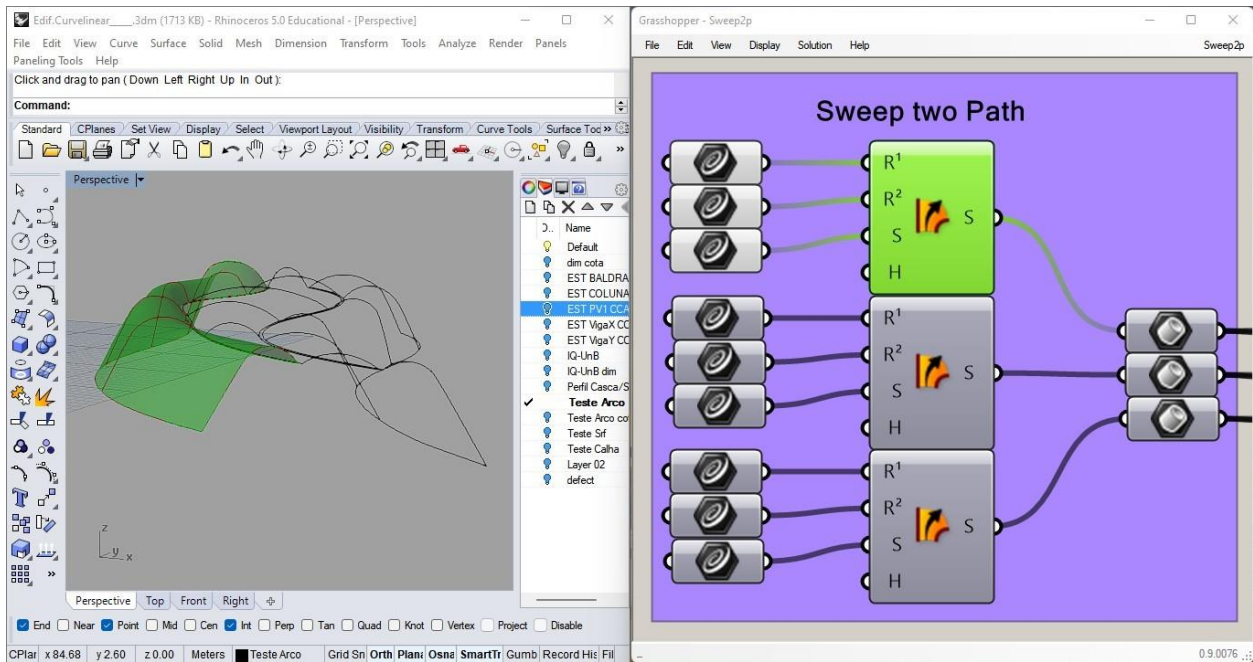 Edif.Curvelinear____.3dm (1713 KB) - Rhinoceros 5.0 Educational - [Perspective]
File Edit View Curve Surface Solid Mesh Dimension Transform Tools Analyze Render Panels
Paneling Tools Help
Click and drag to pan ( Down Left Right Up In Out ):
Command:
Standard CPlanes Set View Display Select Viewport Layout Visibility Transform Curve Tools Surface Toc »
»
Perspective
D.. Name
Default
dim cota
EST BALDRA
EST COLUNA
EST PV1 CCA
EST VigaX CC
EST VigaY CC
IQ-UnB
IQ-UnB dim
Perfil Casca/S
Teste Arco
Teste Arco co
Teste Srf
Teste Calha
Layer 02
defect
z
y x
»
Perspective Top Front Right
End Near Point Mid Cen Int Perp Tan Quad Knot Vertex Project Disable
CPlar x 84.68 y 2.60 z 0.00 Meters Teste Arco Grid Sn Orth Plana Osna SmartTr Gumb Record His Fil
Grasshopper - Sweep2p
File Edit View Display Solution Help Sweep2p
Sweep two Path
R¹
R²
S
H
S
R¹
R²
S
H
S
R¹
R²
S
H
S
0.9.0076